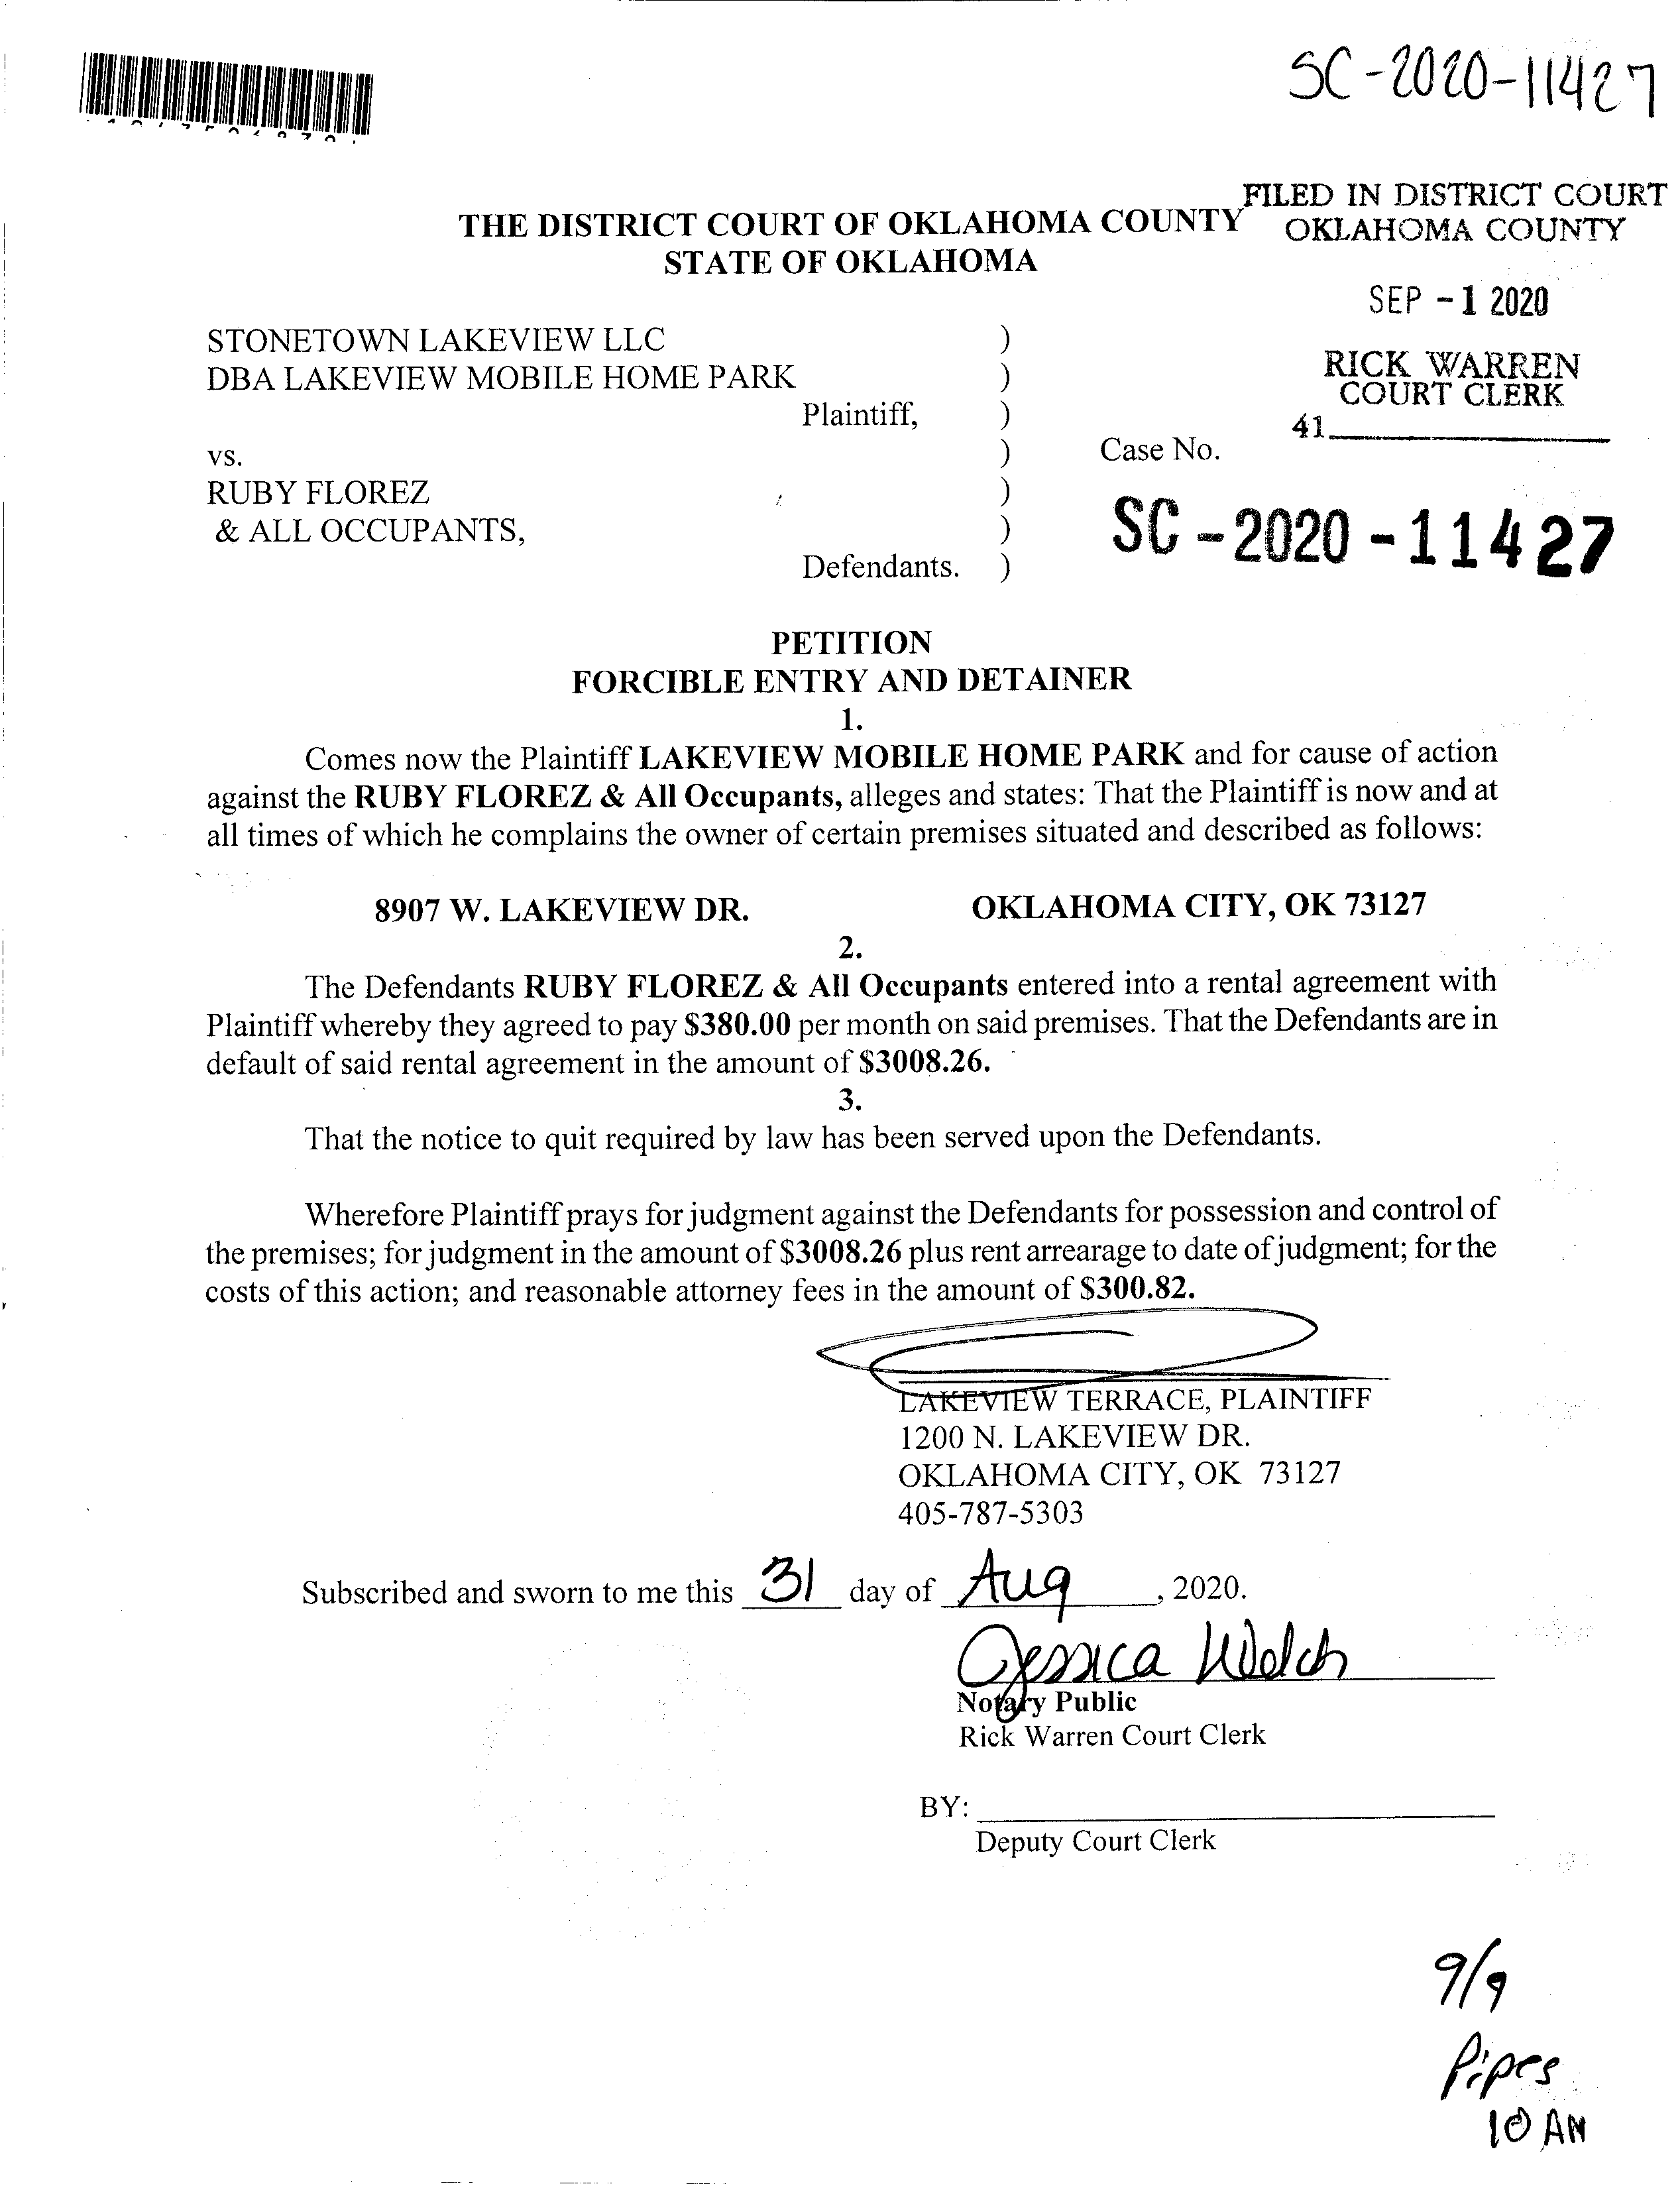 SC-2020-11427
FILED IN DISTRICT COURT
OKLAHOMA COUNTY
THE DISTRICT COURT OF OKLAHOMA COUNTY
STATE OF OKLAHOMA
SEP -1 2020
RICK WARREN
COURT CLERK
41
STONETOWN LAKEVIEW LLC )
DBA LAKEVIEW MOBILE HOME PARK )
Plaintiff, )
vs. ) Case No.
RUBY FLOREZ )
& ALL OCCUPANTS, )
Defendants. )
SC-2020-11427
PETITION
FORCIBLE ENTRY AND DETAINER
1.
Comes now the Plaintiff LAKEVIEW MOBILE HOME PARK and for cause of action
against the RUBY FLOREZ & All Occupants, alleges and states: That the Plaintiff is now and at
all times of which he complains the owner of certain premises situated and described as follows:
8907 W. LAKEVIEW DR. OKLAHOMA CITY, OK 73127
2.
The Defendants RUBY FLOREZ & All Occupants entered into a rental agreement with
Plaintiff whereby they agreed to pay $380.00 per month on said premises. That the Defendants are in
default of said rental agreement in the amount of $3008.26.
3.
That the notice to quit required by law has been served upon the Defendants.
Wherefore Plaintiff prays for judgment against the Defendants for possession and control of
the premises; for judgment in the amount of $3008.26 plus rent arrearage to date of judgment; for the
costs of this action; and reasonable attorney fees in the amount of $300.82.
LAKEVIEW TERRACE, PLAINTIFF
1200 N. LAKEVIEW DR.
OKLAHOMA CITY, OK 73127
405-787-5303
Subscribed and sworn to me this 31 day of Aug, 2020.
Jessica Welch
Notary Public
Rick Warren Court Clerk
BY:
Deputy Court Clerk
9/9
Pipes
10 AM